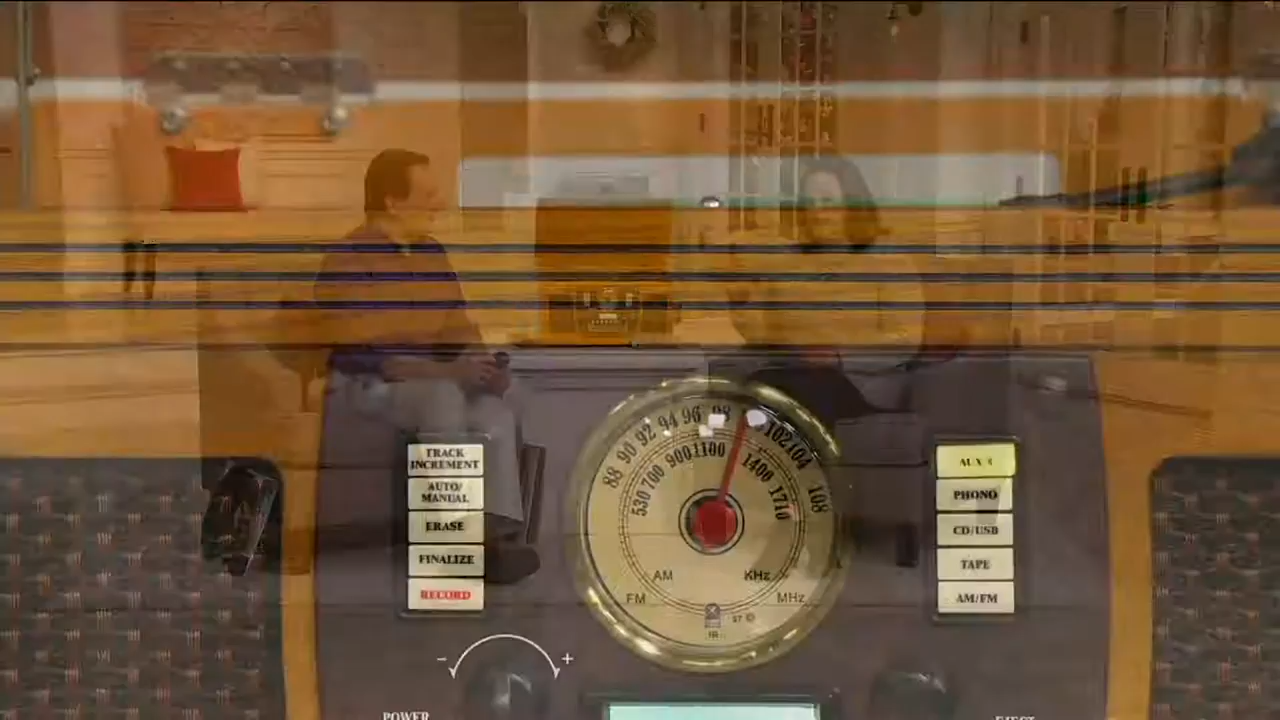 TRACK
INCREMENT
AUTO/
MANUAL
ERASE
FINALIZE
RECORD
88 90 92 94 96 98 102 104 108
530 700 900 1100 1400 1710
AM KHz
FM MHz
AUX
PHONO
CD/USB
TAPE
AM/FM
- +
POWER
EJECT